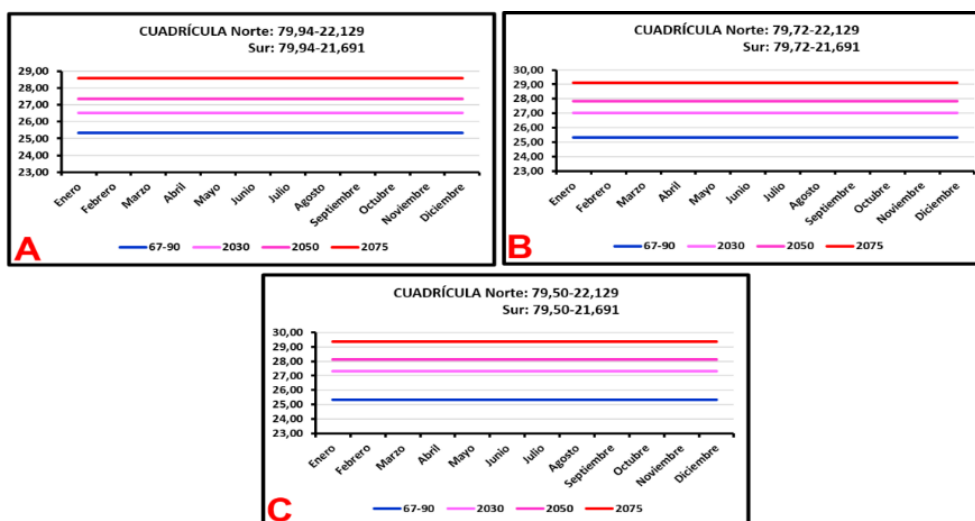 CUADRÍCULA Norte: 79,94-22,129
Sur: 79,94-21,691
29,00
28,00
27,00
26,00
25,00
24,00
23,00
Enero
Febrero
Marzo
Abril
Mayo
Junio
Julio
Agosto
Septiembre
Octubre
Noviembre
Diciembre
67-90 2030 2050 2075
A
CUADRÍCULA Norte: 79,72-22,129
Sur: 79,72-21,691
30,00
29,00
28,00
27,00
26,00
25,00
24,00
23,00
Enero
Febrero
Marzo
Abril
Mayo
Junio
Julio
Agosto
Septiembre
Octubre
Noviembre
Diciembre
67-90 2030 2050 2075
B
CUADRÍCULA Norte: 79,50-22,129
Sur: 79,50-21,691
30,00
29,00
28,00
27,00
26,00
25,00
24,00
23,00
Enero
Febrero
Marzo
Abril
Mayo
Junio
Julio
Agosto
Septiembre
Octubre
Noviembre
Diciembre
67-90 2030 2050 2075
C